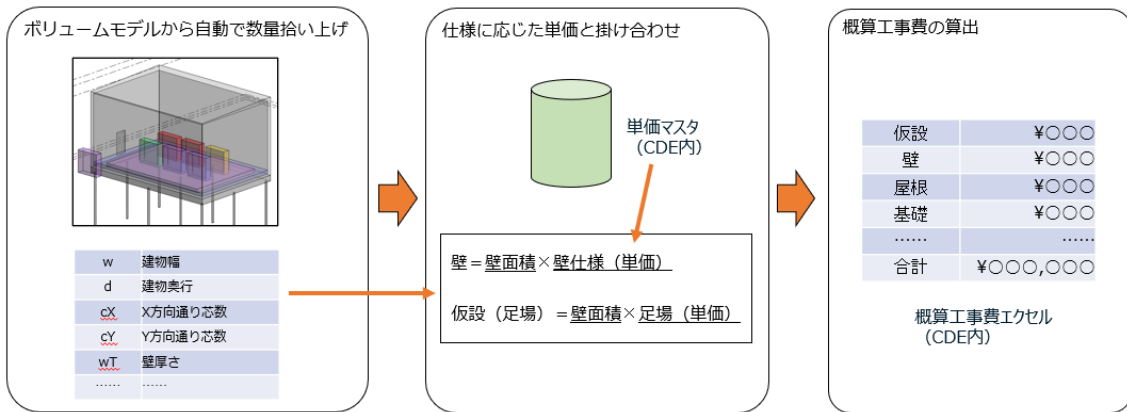 ボリュームモデルから自動で数量拾い上げ
w 建物幅
d 建物奥行
cX X方向通り芯数
cY Y方向通り芯数
wT 壁厚さ
…… ……
仕様に応じた単価と掛け合わせ
単価マスタ
（CDE内）
壁＝壁面積×壁仕様（単価）
仮設（足場）＝壁面積×足場（単価）
概算工事費の算出
仮設 ¥○○○
壁 ¥○○○
屋根 ¥○○○
基礎 ¥○○○
…… ……
合計 ¥○○○,○○○
概算工事費エクセル
（CDE内）